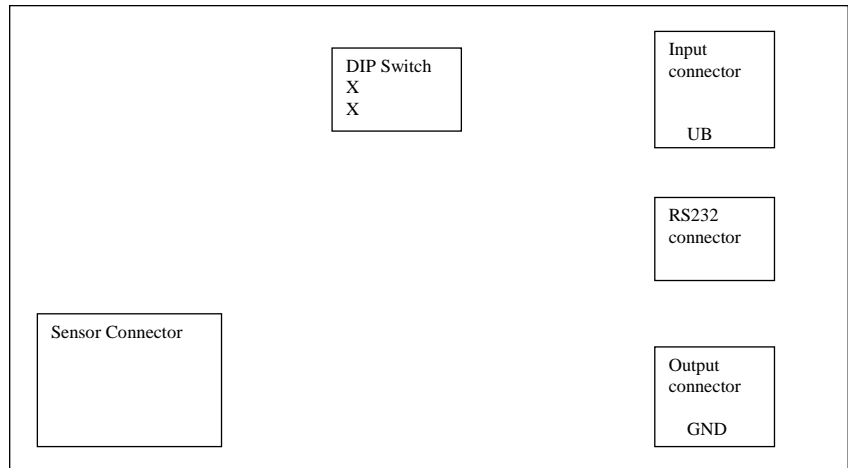 DIP Switch
X
X
Input
connector
UB
RS232
connector
Sensor Connector
Output
connector
GND